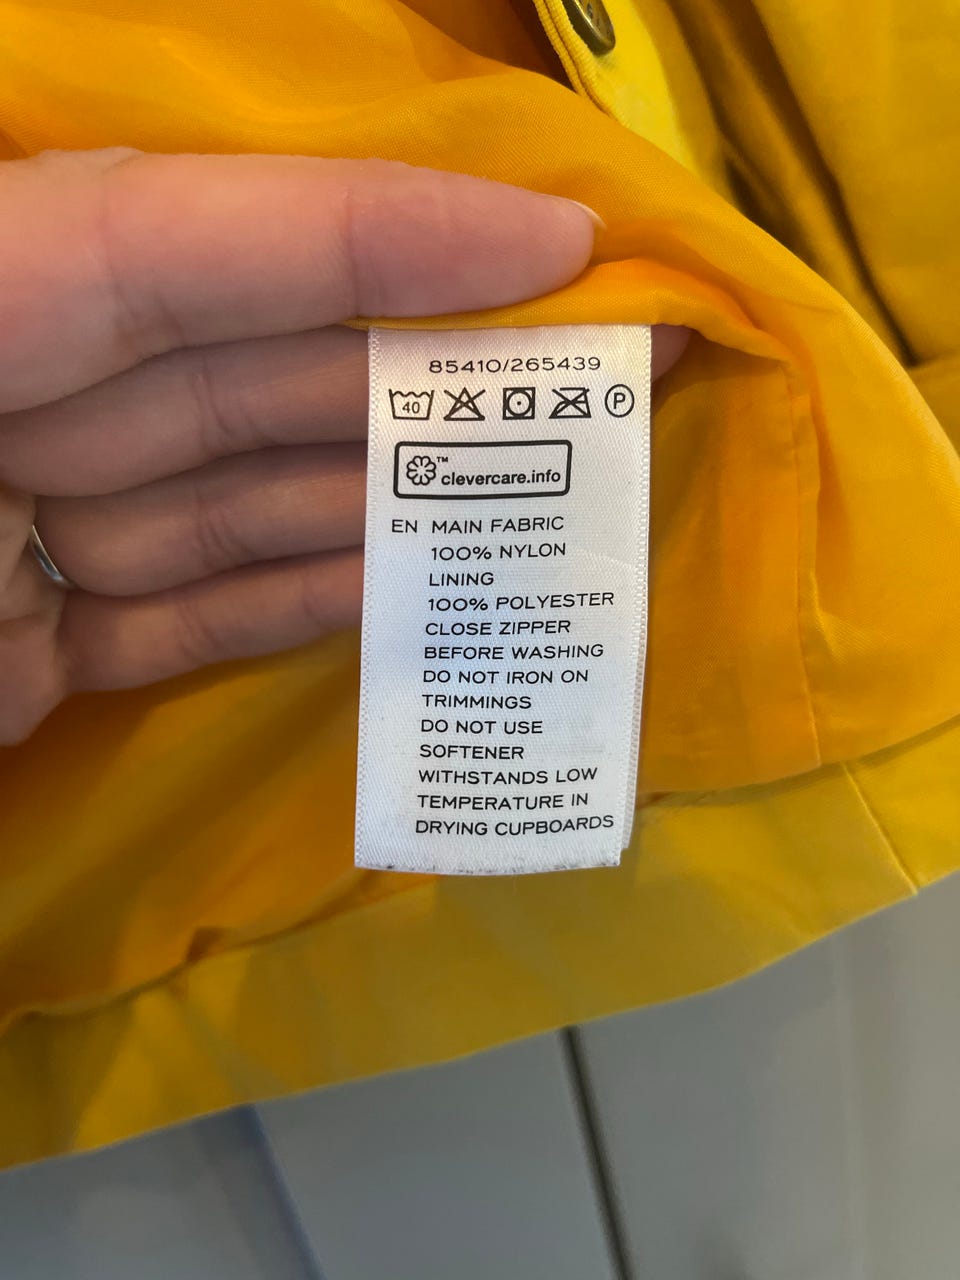 85410/265439
40 P
™ clevercare.info
EN MAIN FABRIC
100% NYLON
LINING
100% POLYESTER
CLOSE ZIPPER
BEFORE WASHING
DO NOT IRON ON
TRIMMINGS
DO NOT USE
SOFTENER
WITHSTANDS LOW
TEMPERATURE IN
DRYING CUPBOARDS